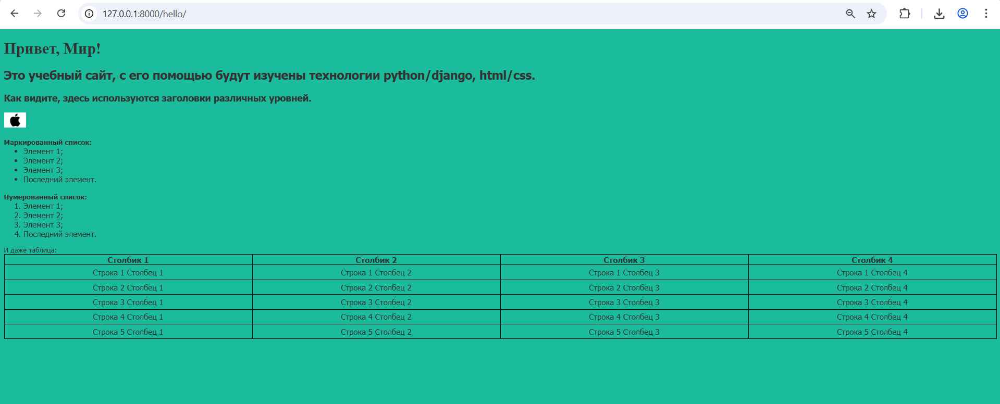 127.0.0.1:8000/hello/
Привет, Мир!
Это учебный сайт, с его помощью будут изучены технологии python/django, html/css.
Как видите, здесь используются заголовки различных уровней.
Маркированный список:
• Элемент 1;
• Элемент 2;
• Элемент 3;
• Последний элемент.
Нумерованный список:
1. Элемент 1;
2. Элемент 2;
3. Элемент 3;
4. Последний элемент.
И даже таблица:
Столбик 1 Столбик 2 Столбик 3 Столбик 4
Строка 1 Столбец 1 Строка 1 Столбец 2 Строка 1 Столбец 3 Строка 1 Столбец 4
Строка 2 Столбец 1 Строка 2 Столбец 2 Строка 2 Столбец 3 Строка 2 Столбец 4
Строка 3 Столбец 1 Строка 3 Столбец 2 Строка 3 Столбец 3 Строка 3 Столбец 4
Строка 4 Столбец 1 Строка 4 Столбец 2 Строка 4 Столбец 3 Строка 4 Столбец 4
Строка 5 Столбец 1 Строка 5 Столбец 2 Строка 5 Столбец 3 Строка 5 Столбец 4